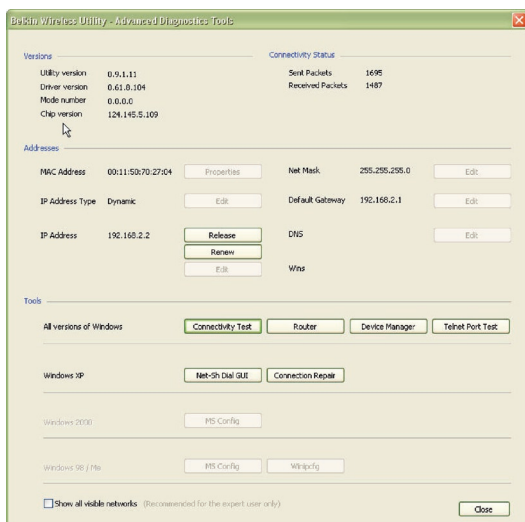 Belkin Wireless Utility - Advanced Diagnostics Tools
Versions
Utility version 0.9.1.11
Driver version 0.61.8.104
Mode number 0.0.0.0
Chip version 124.145.5.109
Connectivity Status
Sent Packets 1695
Received Packets 1487
Addresses
MAC Address 00:11:50:70:27:04 Properties
Net Mask 255.255.255.0 Edit
IP Address Type Dynamic Edit
Default Gateway 192.168.2.1 Edit
IP Address 192.168.2.2 Release
Renew
Edit
DNS Edit
Wins
Tools
All versions of Windows Connectivity Test Router Device Manager Telnet Port Test
Windows XP Net-Sh Dial GUI Connection Repair
Windows 2000 MS Config
Windows 98 / Me MS Config Winipcfg
Show all visible networks (Recommended for the expert user only)
Close